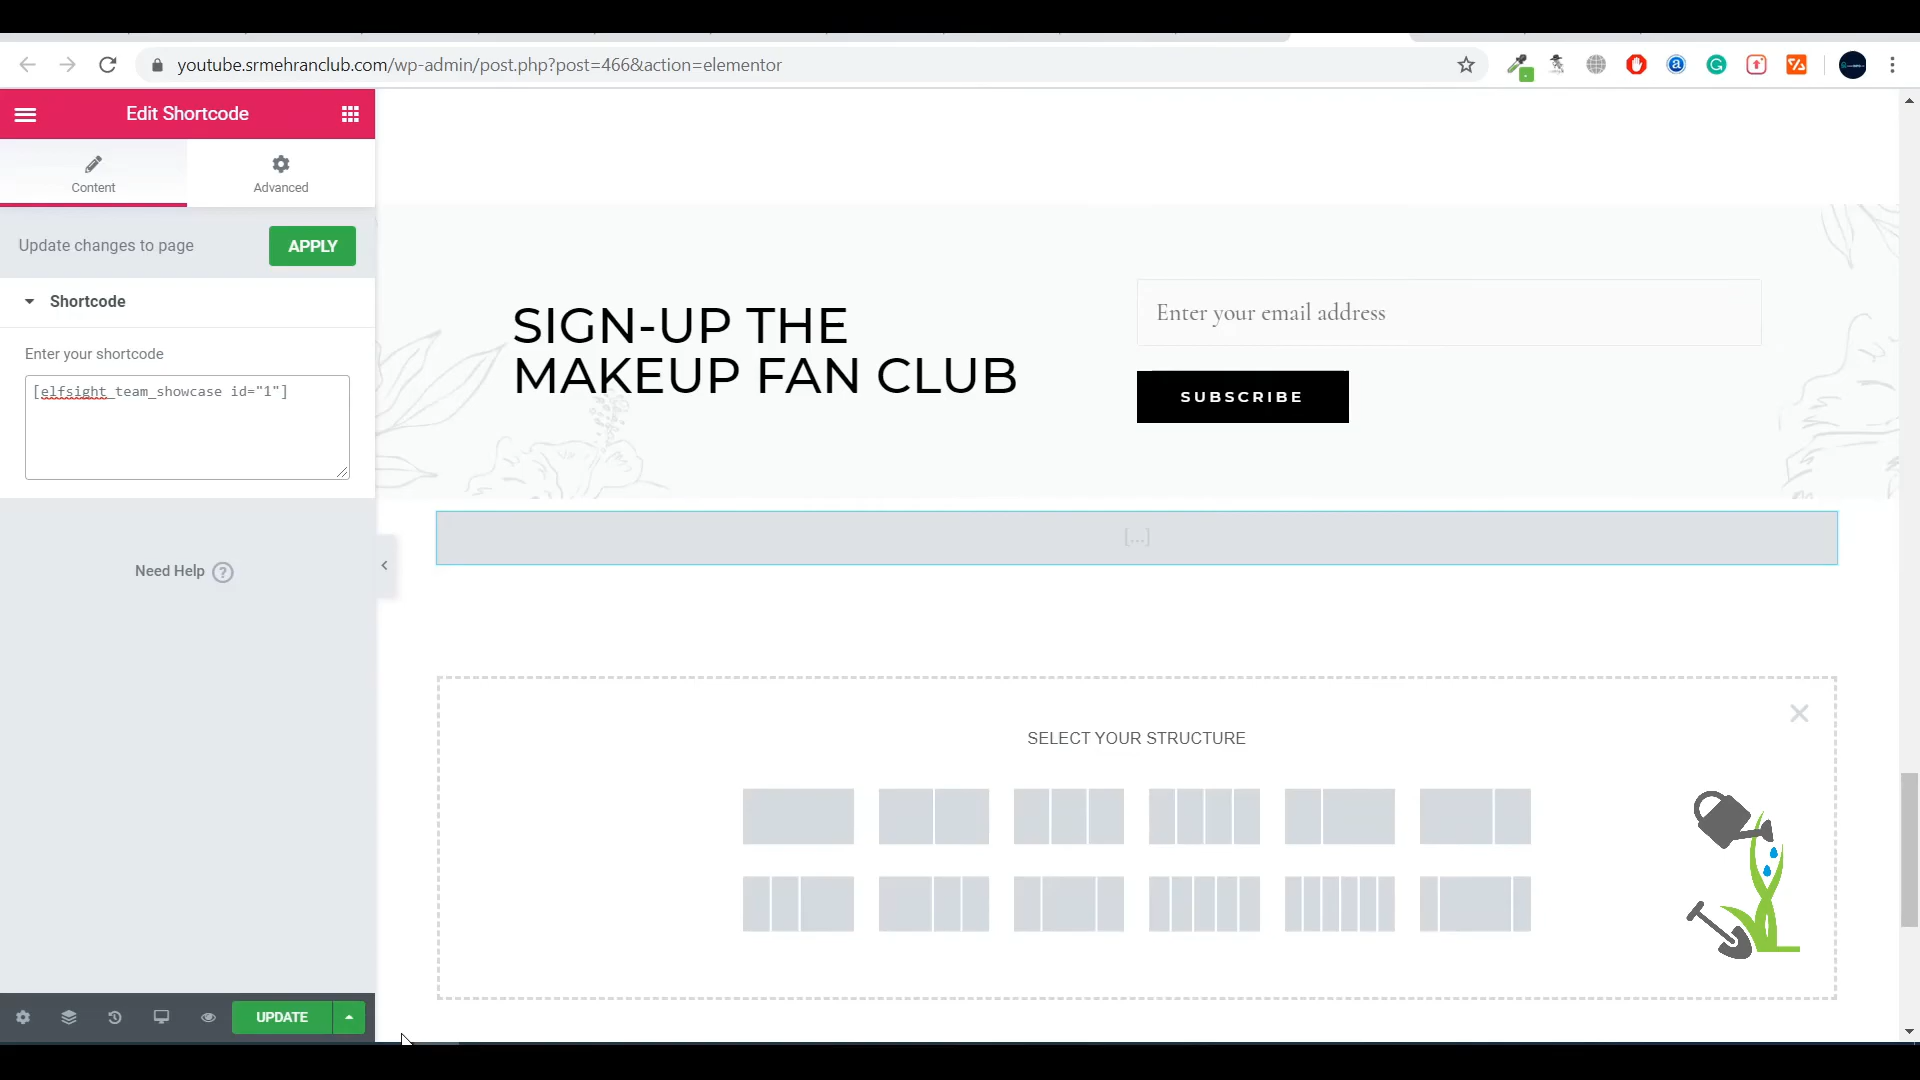 youtube.srmehranclub.com/wp-admin/post.php?post=466&action=elementor
Edit Shortcode
Content
Advanced
Update changes to page
APPLY
Shortcode
Enter your shortcode
[elfsight_team_showcase id="1"]
Need Help ?
UPDATE
SIGN-UP THE
MAKEUP FAN CLUB
Enter your email address
SUBSCRIBE
[...]
SELECT YOUR STRUCTURE